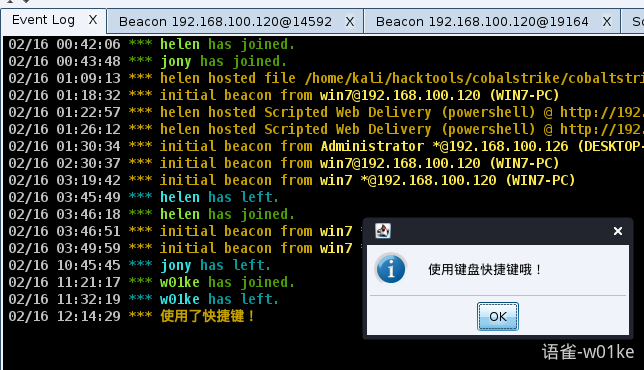 Event Log X Beacon 192.168.100.120@14592 X Beacon 192.168.100.120@19164 X
02/16 00:42:06 *** helen has joined.
02/16 00:43:48 *** jony has joined.
02/16 01:09:13 *** helen hosted file /home/kali/hacktools/cobalstrike/cobaltstri
02/16 01:18:32 *** initial beacon from win7@192.168.100.120 (WIN7-PC)
02/16 01:22:57 *** helen hosted Scripted Web Delivery (powershell) @ http://192.
02/16 01:26:12 *** helen hosted Scripted Web Delivery (powershell) @ http://192.
02/16 01:30:34 *** initial beacon from Administrator *@192.168.100.126 (DESKTOP-
02/16 02:30:37 *** initial beacon from win7@192.168.100.120 (WIN7-PC)
02/16 03:19:42 *** initial beacon from win7 *@192.168.100.120 (WIN7-PC)
02/16 03:45:49 *** helen has left.
02/16 03:46:18 *** helen has joined.
02/16 03:46:51 *** initial beacon from win7 *
02/16 03:49:59 *** initial beacon from win7 *
02/16 10:45:45 *** jony has left.
02/16 11:21:17 *** w01ke has joined.
02/16 11:32:19 *** w01ke has left.
02/16 12:14:29 *** 使用了快捷键！
使用键盘快捷键哦！
OK
语雀-w01ke